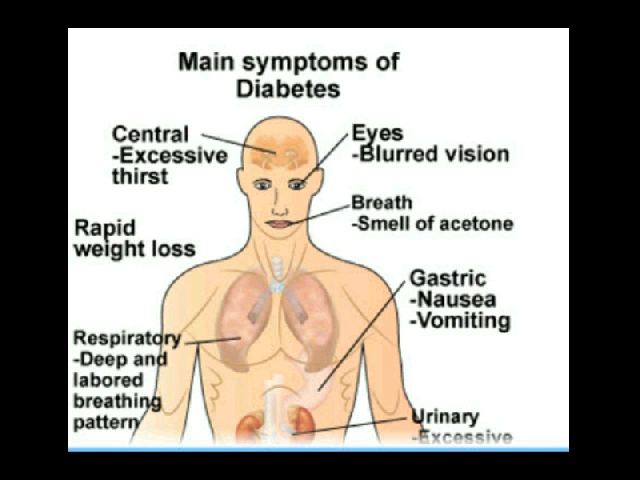 Main symptoms of
Diabetes
Central
-Excessive
thirst
Eyes
-Blurred vision
Breath
-Smell of acetone
Rapid
weight loss
Gastric
-Nausea
-Vomiting
Respiratory
-Deep and
labored
breathing
pattern
Urinary
-Excessive